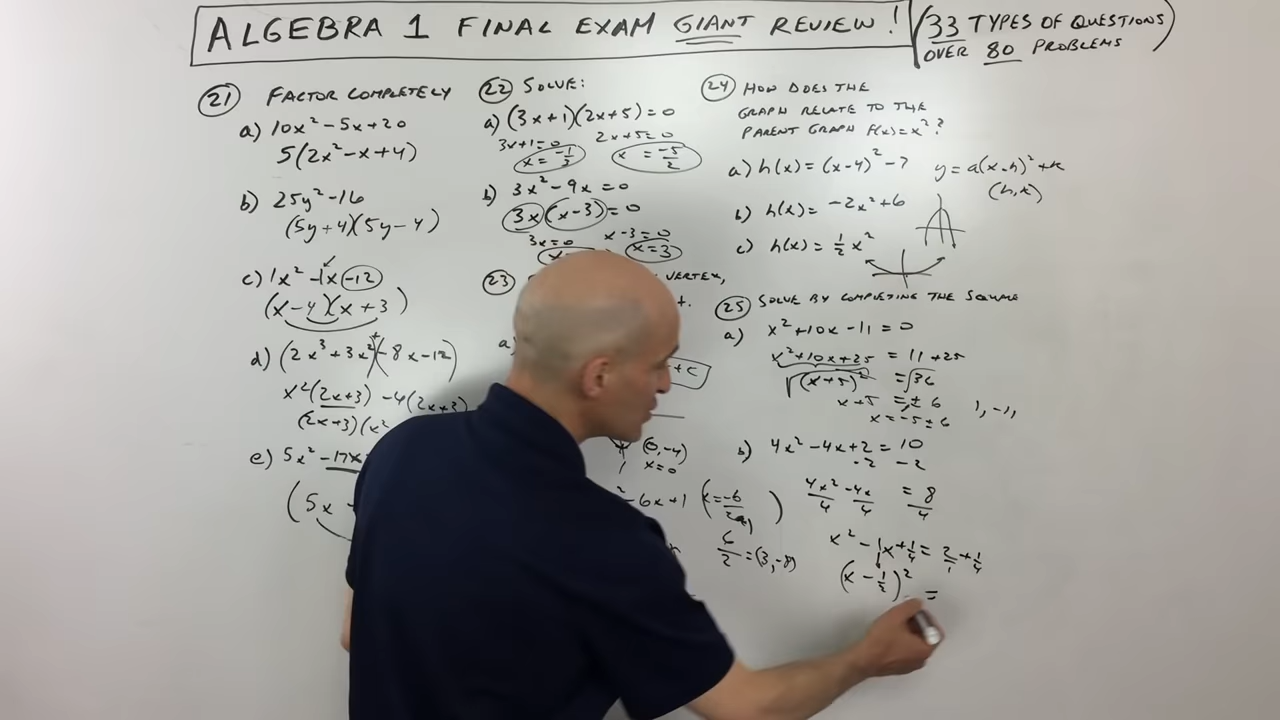 ALGEBRA 1 FINAL EXAM GIANT REVIEW!
(33 TYPES OF QUESTIONS
OVER 80 PROBLEMS)
21 FACTOR COMPLETELY
a) 10x² - 5x + 20
5(2x² - x + 4)
b) 25y² - 16
(5y + 4)(5y - 4)
c) 1x² - 1x - 12
(x - 4)(x + 3)
d) (2x³ + 3x²)+(-8x - 12)
x²(2x+3) -4(2x+3)
(2x+3)(x²
e) 5x² - 17x
(5x
22 SOLVE:
a) (3x+1)(2x+5) = 0
3x+1=0 2x+5=0
x = -1/3 x = -5/2
b) 3x² - 9x = 0
3x(x-3) = 0
3x=0 x-3=0
x=3
23 VERTEX,
a)
+c
(0,-4)
x=0
- 6x + 1 (x = -6/2
6/2 = (3,-8)
24 HOW DOES THE
GRAPH RELATE TO THE
PARENT GRAPH f(x)=x²?
a) h(x) = (x-4)² - 7 y = a(x-h)² + k
(h,k)
b) h(x) = -2x² + 6
c) h(x) = 1/2 x²
25 SOLVE BY COMPLETING THE SQUARE
a) x² + 10x - 11 = 0
x² + 10x + 25 = 11 + 25
√(x+5)² = √36
x + 5 = ± 6
x = -5 ± 6 1, -11
b) 4x² - 4x + 2 = 10
-2 -2
4x²/4 - 4x/4 = 8/4
x² - 1x + 1/4 = 2/1 + 1/4
(x - 1/2)² =